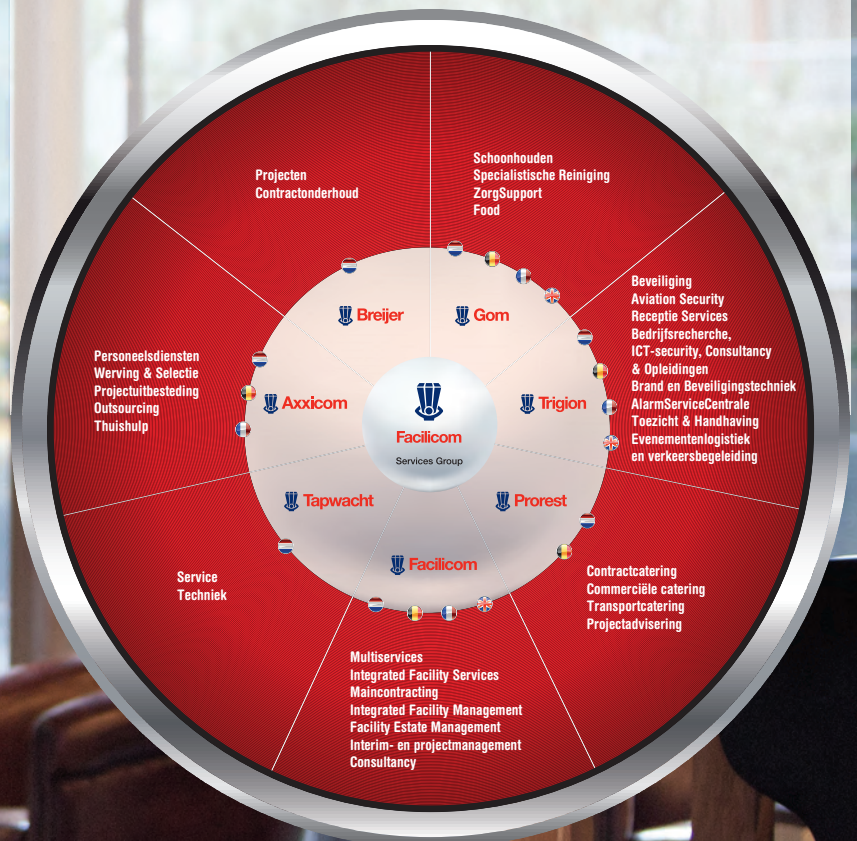 Projecten
Contractonderhoud
Schoonhouden
Specialistische Reiniging
ZorgSupport
Food
Beveiliging
Aviation Security
Receptie Services
Bedrijfsrecherche,
ICT-security, Consultancy
& Opleidingen
Brand en Beveiligingstechniek
AlarmServiceCentrale
Toezicht & Handhaving
Evenementenlogistiek
en verkeersbegeleiding
Personeelsdiensten
Werving & Selectie
Projectuitbesteding
Outsourcing
Thuishulp
Breijer
Gom
Axxicom
Trigion
Facilicom
Services Group
Tapwacht
Prorest
Facilicom
Service
Techniek
Contractcatering
Commerciële catering
Transportcatering
Projectadvisering
Multiservices
Integrated Facility Services
Maincontracting
Integrated Facility Management
Facility Estate Management
Interim- en projectmanagement
Consultancy